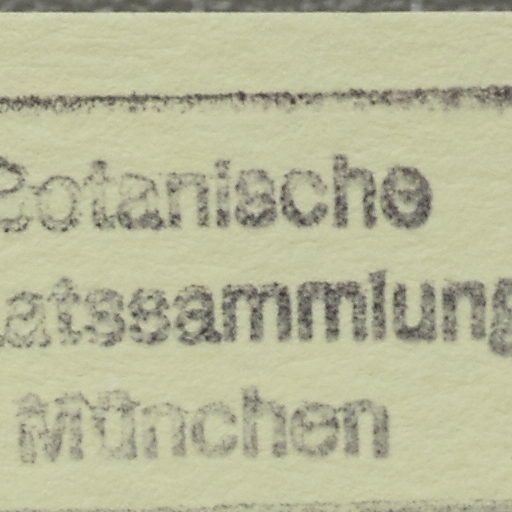 Botanische
atssammlung
München